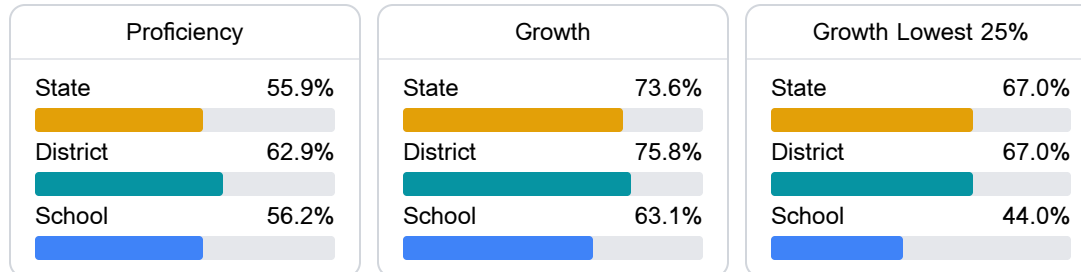 Proficiency
State 55.9%
District 62.9%
School 56.2%
Growth
State 73.6%
District 75.8%
School 63.1%
Growth Lowest 25%
State 67.0%
District 67.0%
School 44.0%